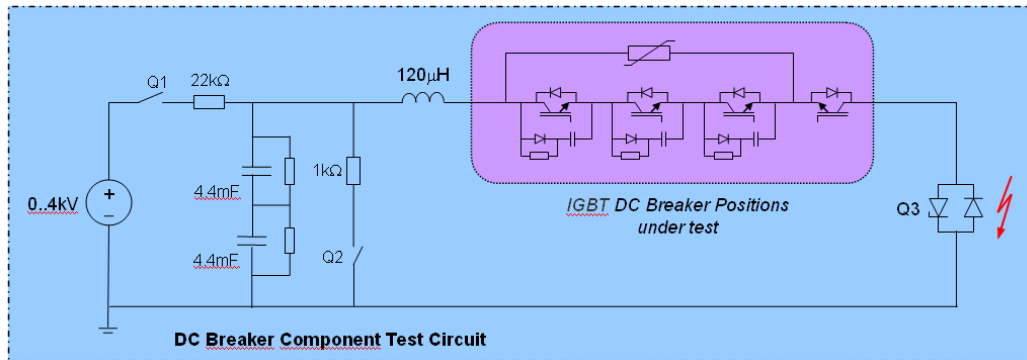 Q1
22kΩ
120μH
0..4kV
4.4mF
4.4mF
1kΩ
Q2
IGBT DC Breaker Positions
under test
Q3
DC Breaker Component Test Circuit